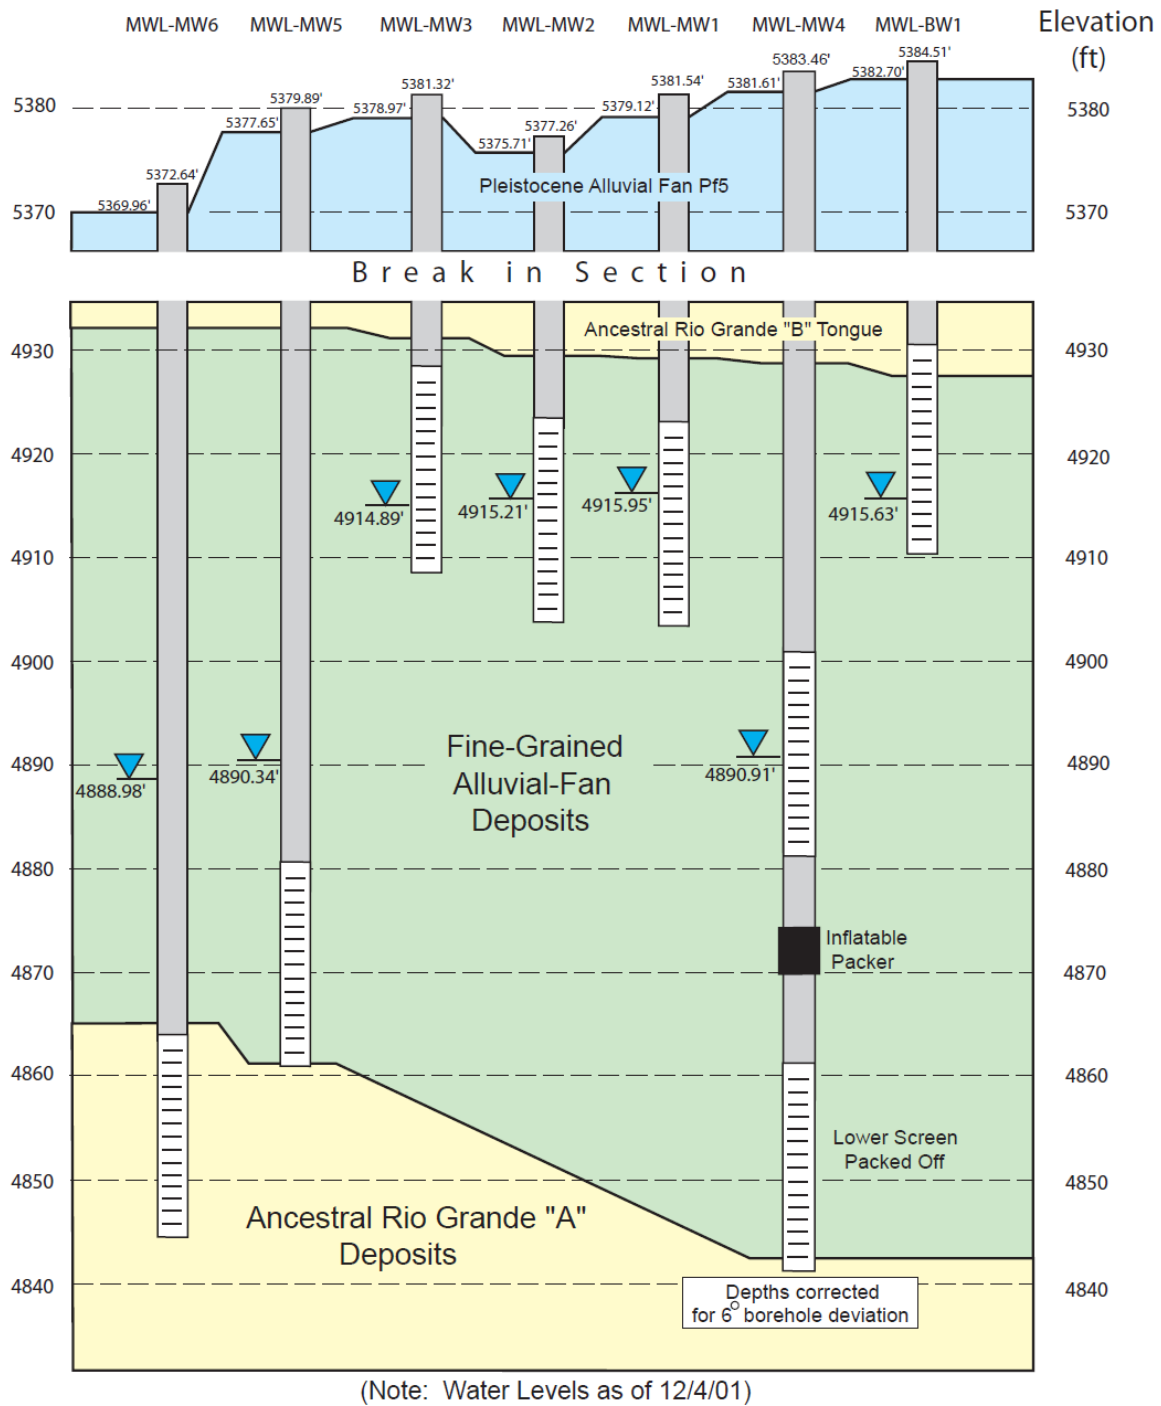 MWL-MW6 MWL-MW5 MWL-MW3 MWL-MW2 MWL-MW1 MWL-MW4 MWL-BW1
Elevation
(ft)
5384.51'
5383.46'
5381.32' 5381.54' 5381.61' 5382.70'
5379.89' 5378.97' 5379.12'
5380 5380
5377.65' 5377.26'
5375.71'
5372.64'
Pleistocene Alluvial Fan Pf5
5369.96'
5370 5370
Break in Section
Ancestral Rio Grande "B" Tongue
4930 4930
4920 4920
4914.89' 4915.21' 4915.95' 4915.63'
4910 4910
4900 4900
Fine-Grained
Alluvial-Fan
Deposits
4890 4890
4888.98' 4890.34' 4890.91'
4880 4880
Inflatable
Packer
4870 4870
4860 4860
Lower Screen
Packed Off
4850 4850
Ancestral Rio Grande "A"
Deposits
4840 4840
Depths corrected
for 6° borehole deviation
(Note: Water Levels as of 12/4/01)